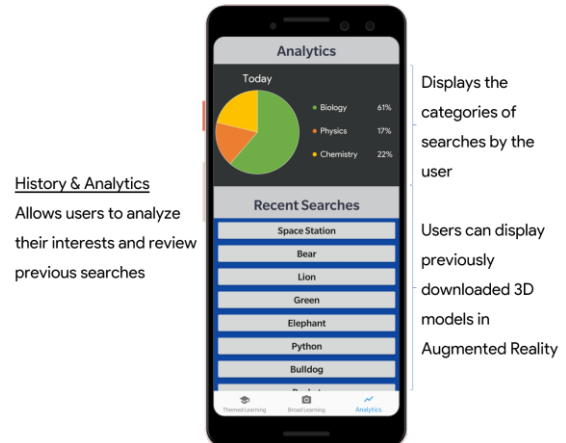 History & Analytics
Allows users to analyze
their interests and review
previous searches
Analytics
Today
Biology 61%
Physics 17%
Chemistry 22%
Recent Searches
Space Station
Bear
Lion
Green
Elephant
Python
Bulldog
Themed Learning
Broad Learning
Analytics
Displays the
categories of
searches by the
user
Users can display
previously
downloaded 3D
models in
Augmented Reality